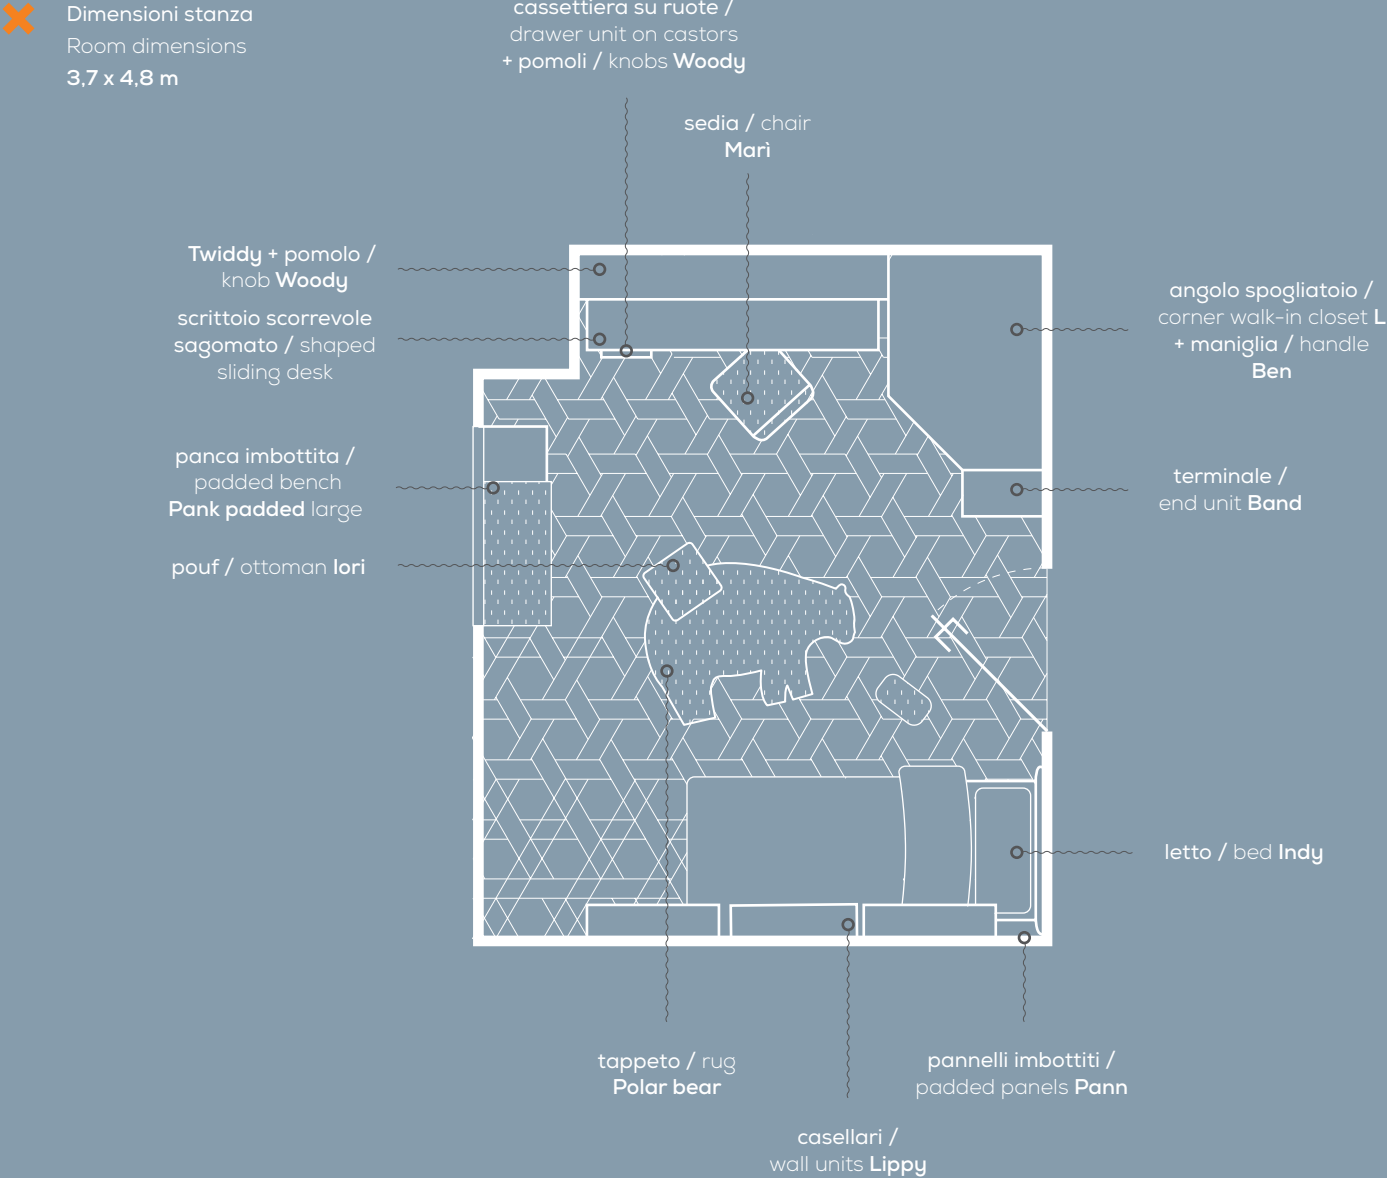 Dimensioni stanza
Room dimensions
3,7 x 4,8 m
cassettiera su ruote /
drawer unit on castors
+ pomoli / knobs Woody
sedia / chair
Marì
Twiddy + pomolo /
knob Woody
scrittoio scorrevole
sagomato / shaped
sliding desk
panca imbottita /
padded bench
Pank padded large
pouf / ottoman Iori
angolo spogliatoio /
corner walk-in closet L
+ maniglia / handle
Ben
terminale /
end unit Band
letto / bed Indy
tappeto / rug
Polar bear
pannelli imbottiti /
padded panels Pann
casellari /
wall units Lippy